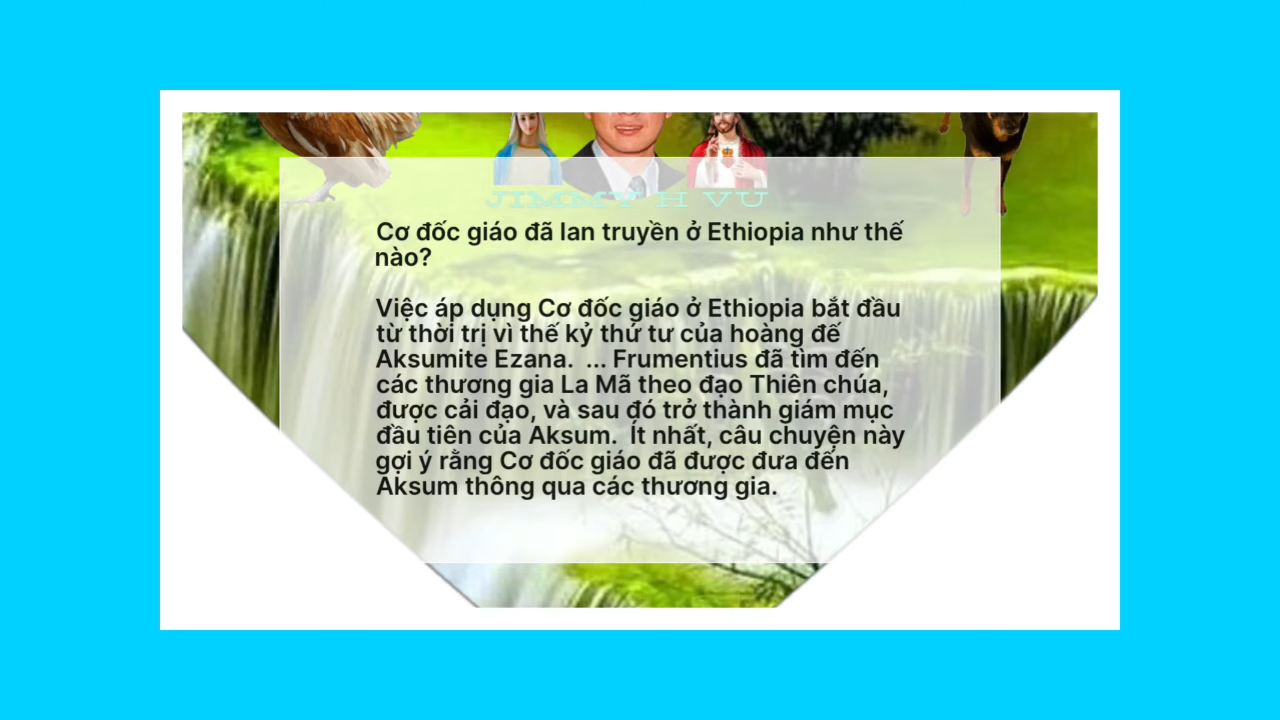 JIMMY H VU
Cơ đốc giáo đã lan truyền ở Ethiopia như thế
nào?
Việc áp dụng Cơ đốc giáo ở Ethiopia bắt đầu
từ thời trị vì thế kỷ thứ tư của hoàng đế
Aksumite Ezana.  ... Frumentius đã tìm đến
các thương gia La Mã theo đạo Thiên chúa,
được cải đạo, và sau đó trở thành giám mục
đầu tiên của Aksum.  Ít nhất, câu chuyện này
gợi ý rằng Cơ đốc giáo đã được đưa đến
Aksum thông qua các thương gia.